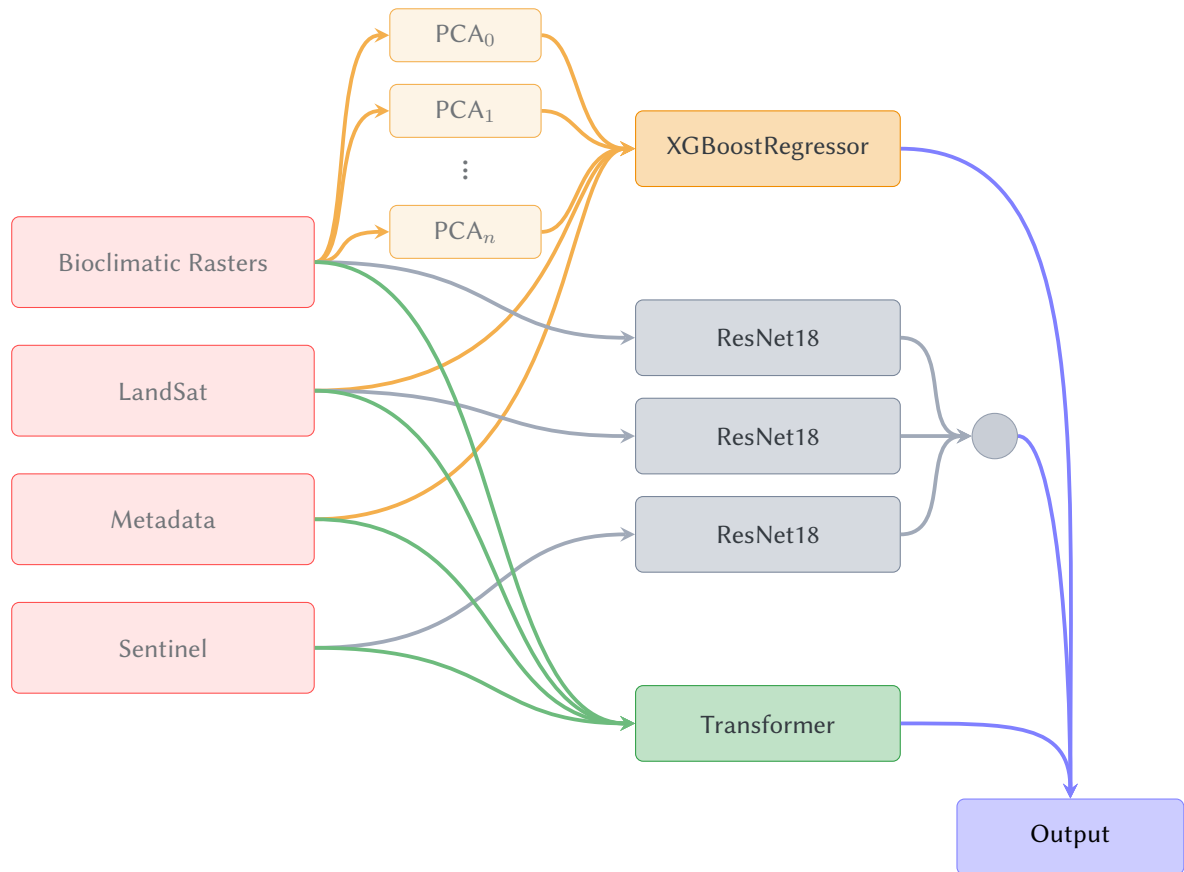 PCA₀
PCA₁
⋮
PCAₙ
XGBoostRegressor
Bioclimatic Rasters
LandSat
Metadata
Sentinel
ResNet18
ResNet18
ResNet18
Transformer
Output